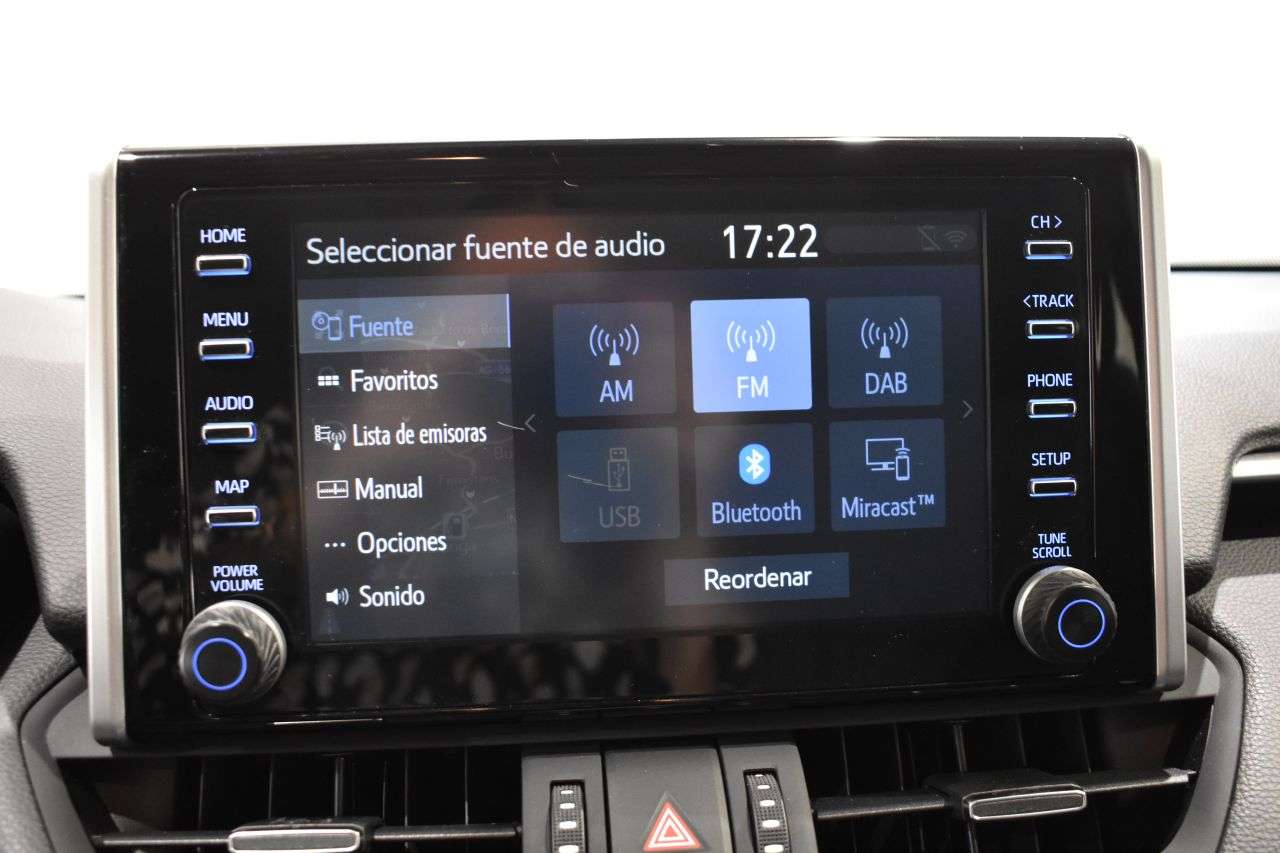 HOME
MENU
AUDIO
MAP
POWER
VOLUME
Seleccionar fuente de audio
17:22
Fuente
Favoritos
Lista de emisoras
Manual
Opciones
Sonido
AM
FM
DAB
USB
Bluetooth
Miracast™
Reordenar
CH >
< TRACK
PHONE
SETUP
TUNE
SCROLL